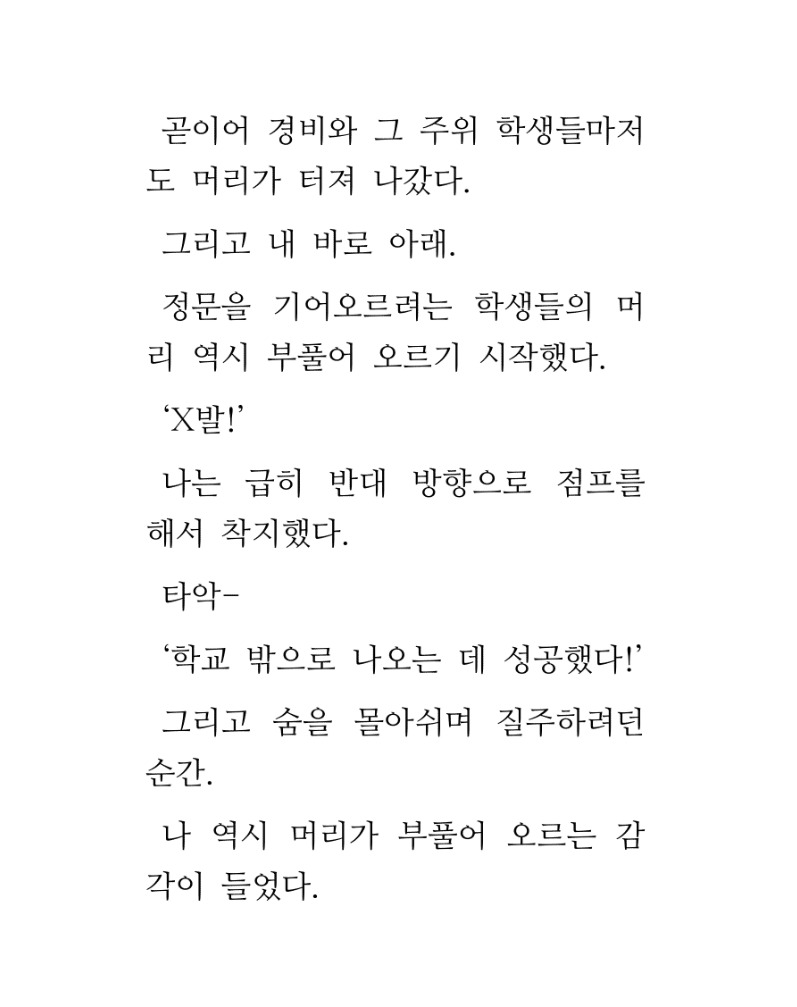 곧이어 경비와 그 주위 학생들마저
도 머리가 터져 나갔다.
그리고 내 바로 아래.
정문을 기어오르려는 학생들의 머
리 역시 부풀어 오르기 시작했다.
‘X발!’
나는 급히 반대 방향으로 점프를
해서 착지했다.
타악-
‘학교 밖으로 나오는 데 성공했다!’
그리고 숨을 몰아쉬며 질주하려던
순간.
나 역시 머리가 부풀어 오르는 감
각이 들었다.